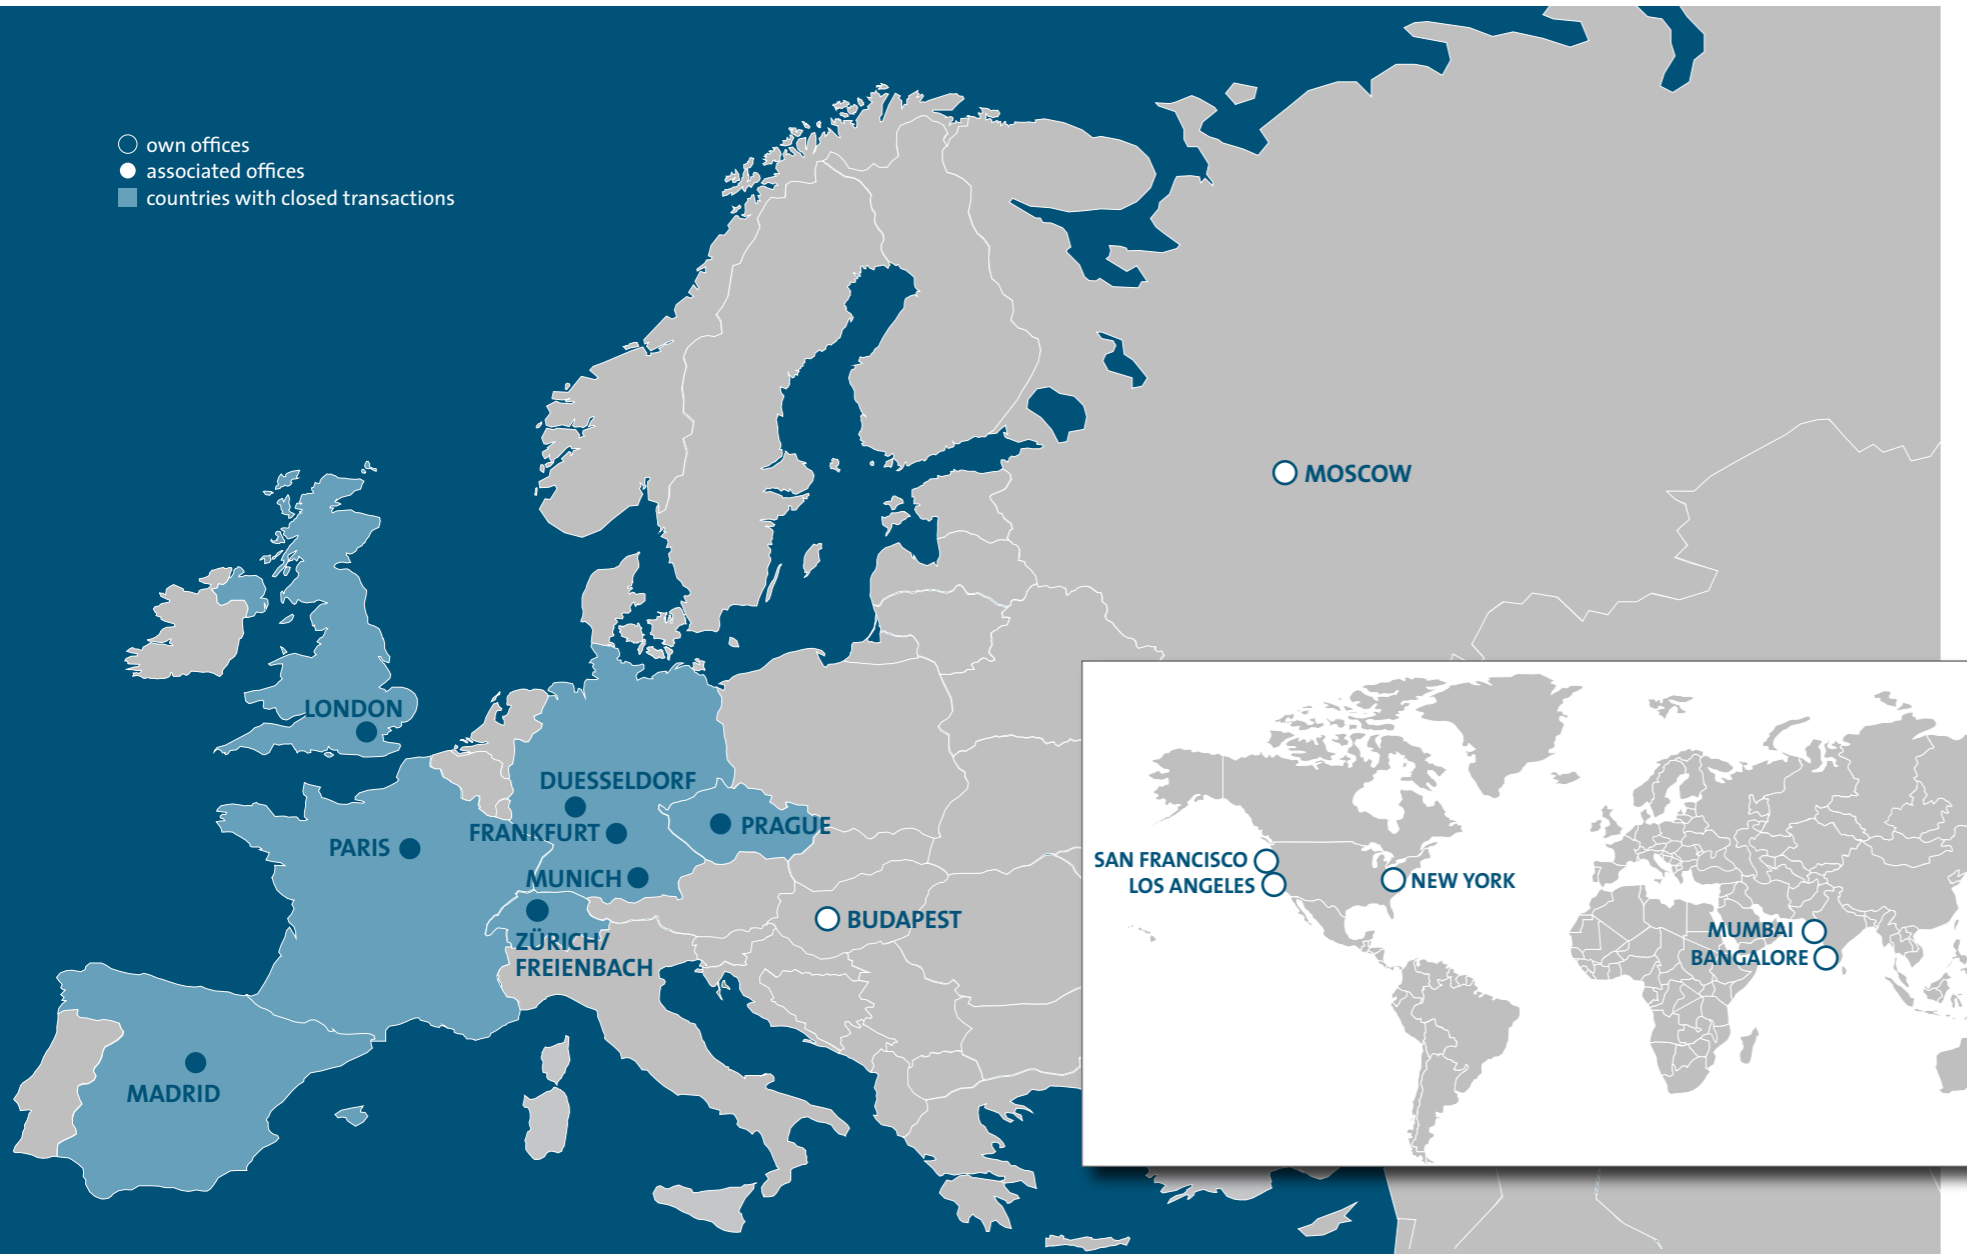 own offices
associated offices
countries with closed transactions
MOSCOW
LONDON
DUESSELDORF
FRANKFURT
PRAGUE
PARIS
MUNICH
BUDAPEST
ZÜRICH/
FREIENBACH
MADRID
SAN FRANCISCO
LOS ANGELES
NEW YORK
MUMBAI
BANGALORE